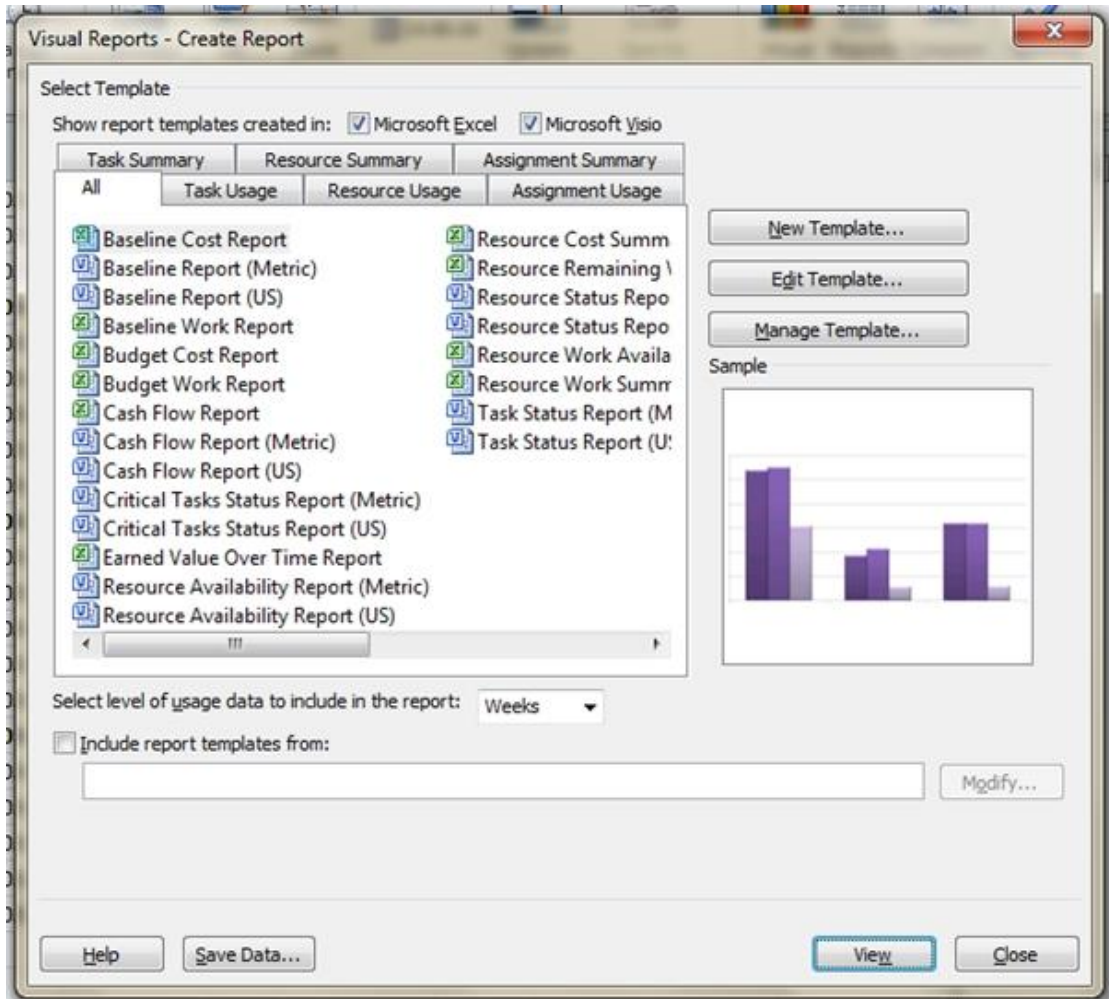 Visual Reports - Create Report
Select Template
Show report templates created in: Microsoft Excel Microsoft Visio
Task Summary Resource Summary Assignment Summary
All Task Usage Resource Usage Assignment Usage
Baseline Cost Report
Baseline Report (Metric)
Baseline Report (US)
Baseline Work Report
Budget Cost Report
Budget Work Report
Cash Flow Report
Cash Flow Report (Metric)
Cash Flow Report (US)
Critical Tasks Status Report (Metric)
Critical Tasks Status Report (US)
Earned Value Over Time Report
Resource Availability Report (Metric)
Resource Availability Report (US)
Resource Cost Summ
Resource Remaining
Resource Status Repo
Resource Status Repo
Resource Work Availa
Resource Work Summ
Task Status Report (M
Task Status Report (U
New Template...
Edit Template...
Manage Template...
Sample
Select level of usage data to include in the report: Weeks
Include report templates from:
Modify...
Help Save Data... View Close